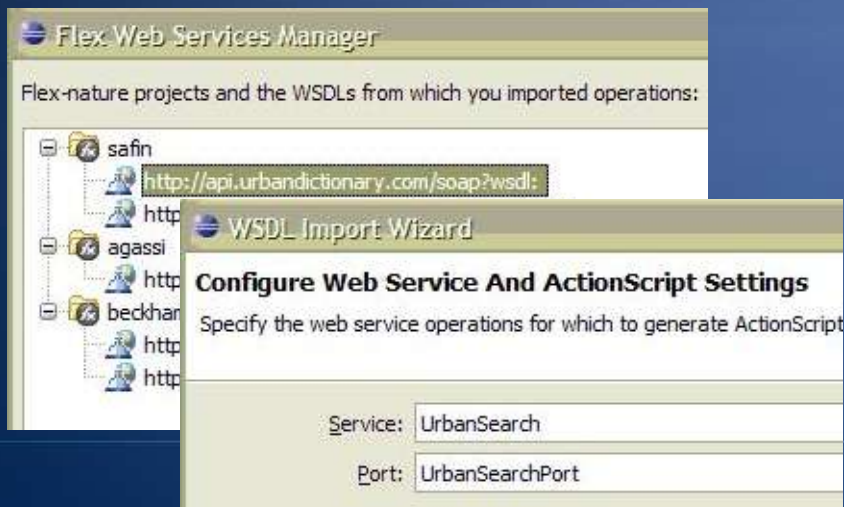 Flex Web Services Manager
Flex-nature projects and the WSDLs from which you imported operations:
safin
http://api.urbandictionary.com/soap?wsdl:
http
agassi
http
beckhar
http
http
WSDL Import Wizard
Configure Web Service And ActionScript Settings
Specify the web service operations for which to generate ActionScript
Service: UrbanSearch
Port: UrbanSearchPort